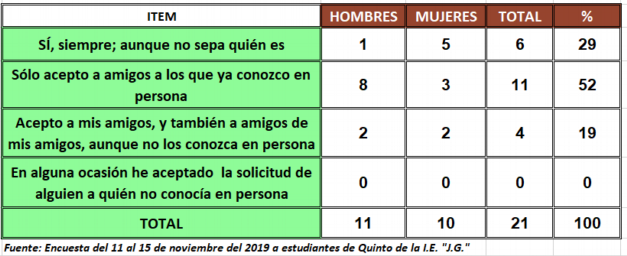 ITEM HOMBRES MUJERES TOTAL %
SÍ, siempre; aunque no sepa quién es 1 5 6 29
Sólo acepto a amigos a los que ya conozco en
persona 8 3 11 52
Acepto a mis amigos, y también a amigos de
mis amigos, aunque no los conozca en persona 2 2 4 19
En alguna ocasión he aceptado la solicitud de
alguien a quién no conocía en persona 0 0 0 0
TOTAL 11 10 21 100
Fuente: Encuesta del 11 al 15 de noviembre del 2019 a estudiantes de Quinto de la I.E. "J.G."